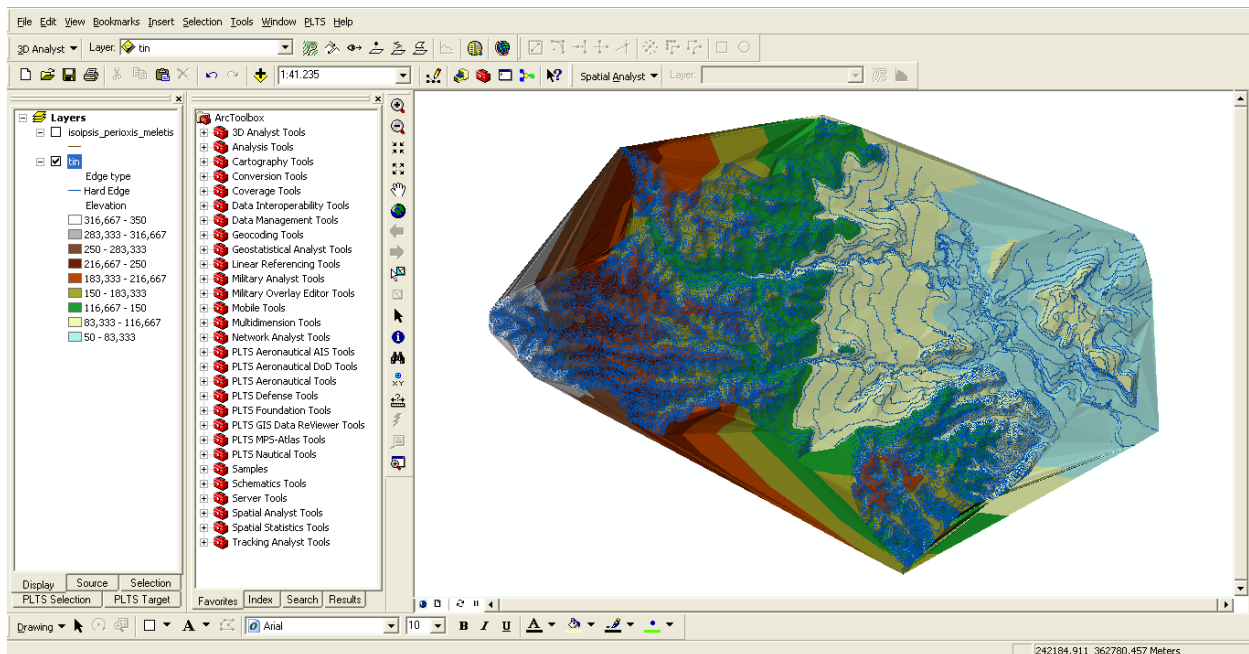 File Edit View Bookmarks Insert Selection Tools Window PLTS Help
3D Analyst Layer: tin
1:41.235 Spatial Analyst Layer:
Layers
isoipsis_perioxis_meletis
tin
Edge type
Hard Edge
Elevation
316,667 - 350
283,333 - 316,667
250 - 283,333
216,667 - 250
183,333 - 216,667
150 - 183,333
116,667 - 150
83,333 - 116,667
50 - 83,333
Display Source Selection
PLTS Selection PLTS Target
ArcToolbox
3D Analyst Tools
Analysis Tools
Cartography Tools
Conversion Tools
Coverage Tools
Data Interoperability Tools
Data Management Tools
Geocoding Tools
Geostatistical Analyst Tools
Linear Referencing Tools
Military Analyst Tools
Military Overlay Editor Tools
Mobile Tools
Multidimension Tools
Network Analyst Tools
PLTS Aeronautical AIS Tools
PLTS Aeronautical DoD Tools
PLTS Aeronautical Tools
PLTS Defense Tools
PLTS Foundation Tools
PLTS GIS Data ReViewer Tools
PLTS MPS-Atlas Tools
PLTS Nautical Tools
Samples
Schematics Tools
Server Tools
Spatial Analyst Tools
Spatial Statistics Tools
Tracking Analyst Tools
Favorites Index Search Results
XY
Drawing A Arial 10 B I U A
242184,911 362780,457 Meters